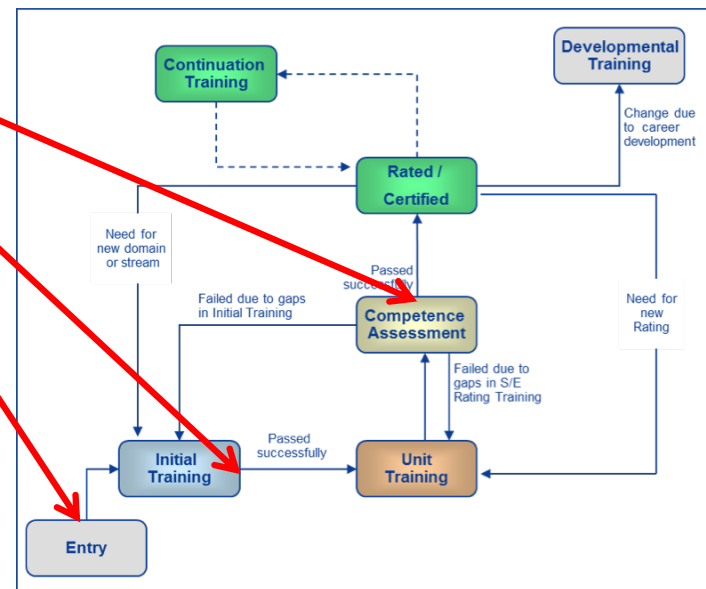 Continuation
Training
Developmental
Training
Change due
to career
development
Rated /
Certified
Need for
new domain
or stream
Passed
successfully
Failed due to gaps
in Initial Training
Competence
Assessment
Need for
new
Rating
Failed due to
gaps in S/E
Rating Training
Initial
Training
Passed
successfully
Unit
Training
Entry